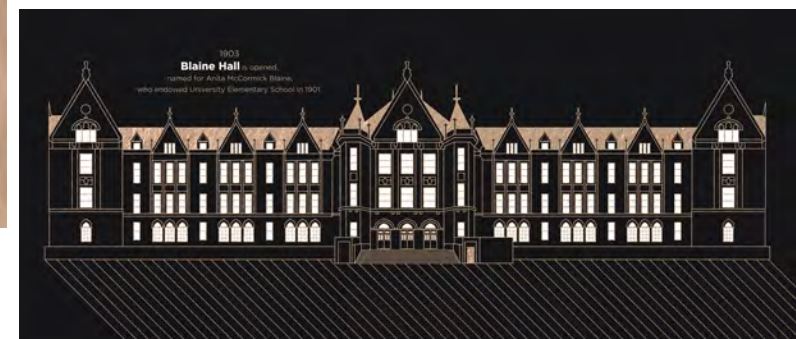 1903
Blaine Hall is opened,
named for Anita McCormick Blaine,
who endowed University Elementary School in 1901.